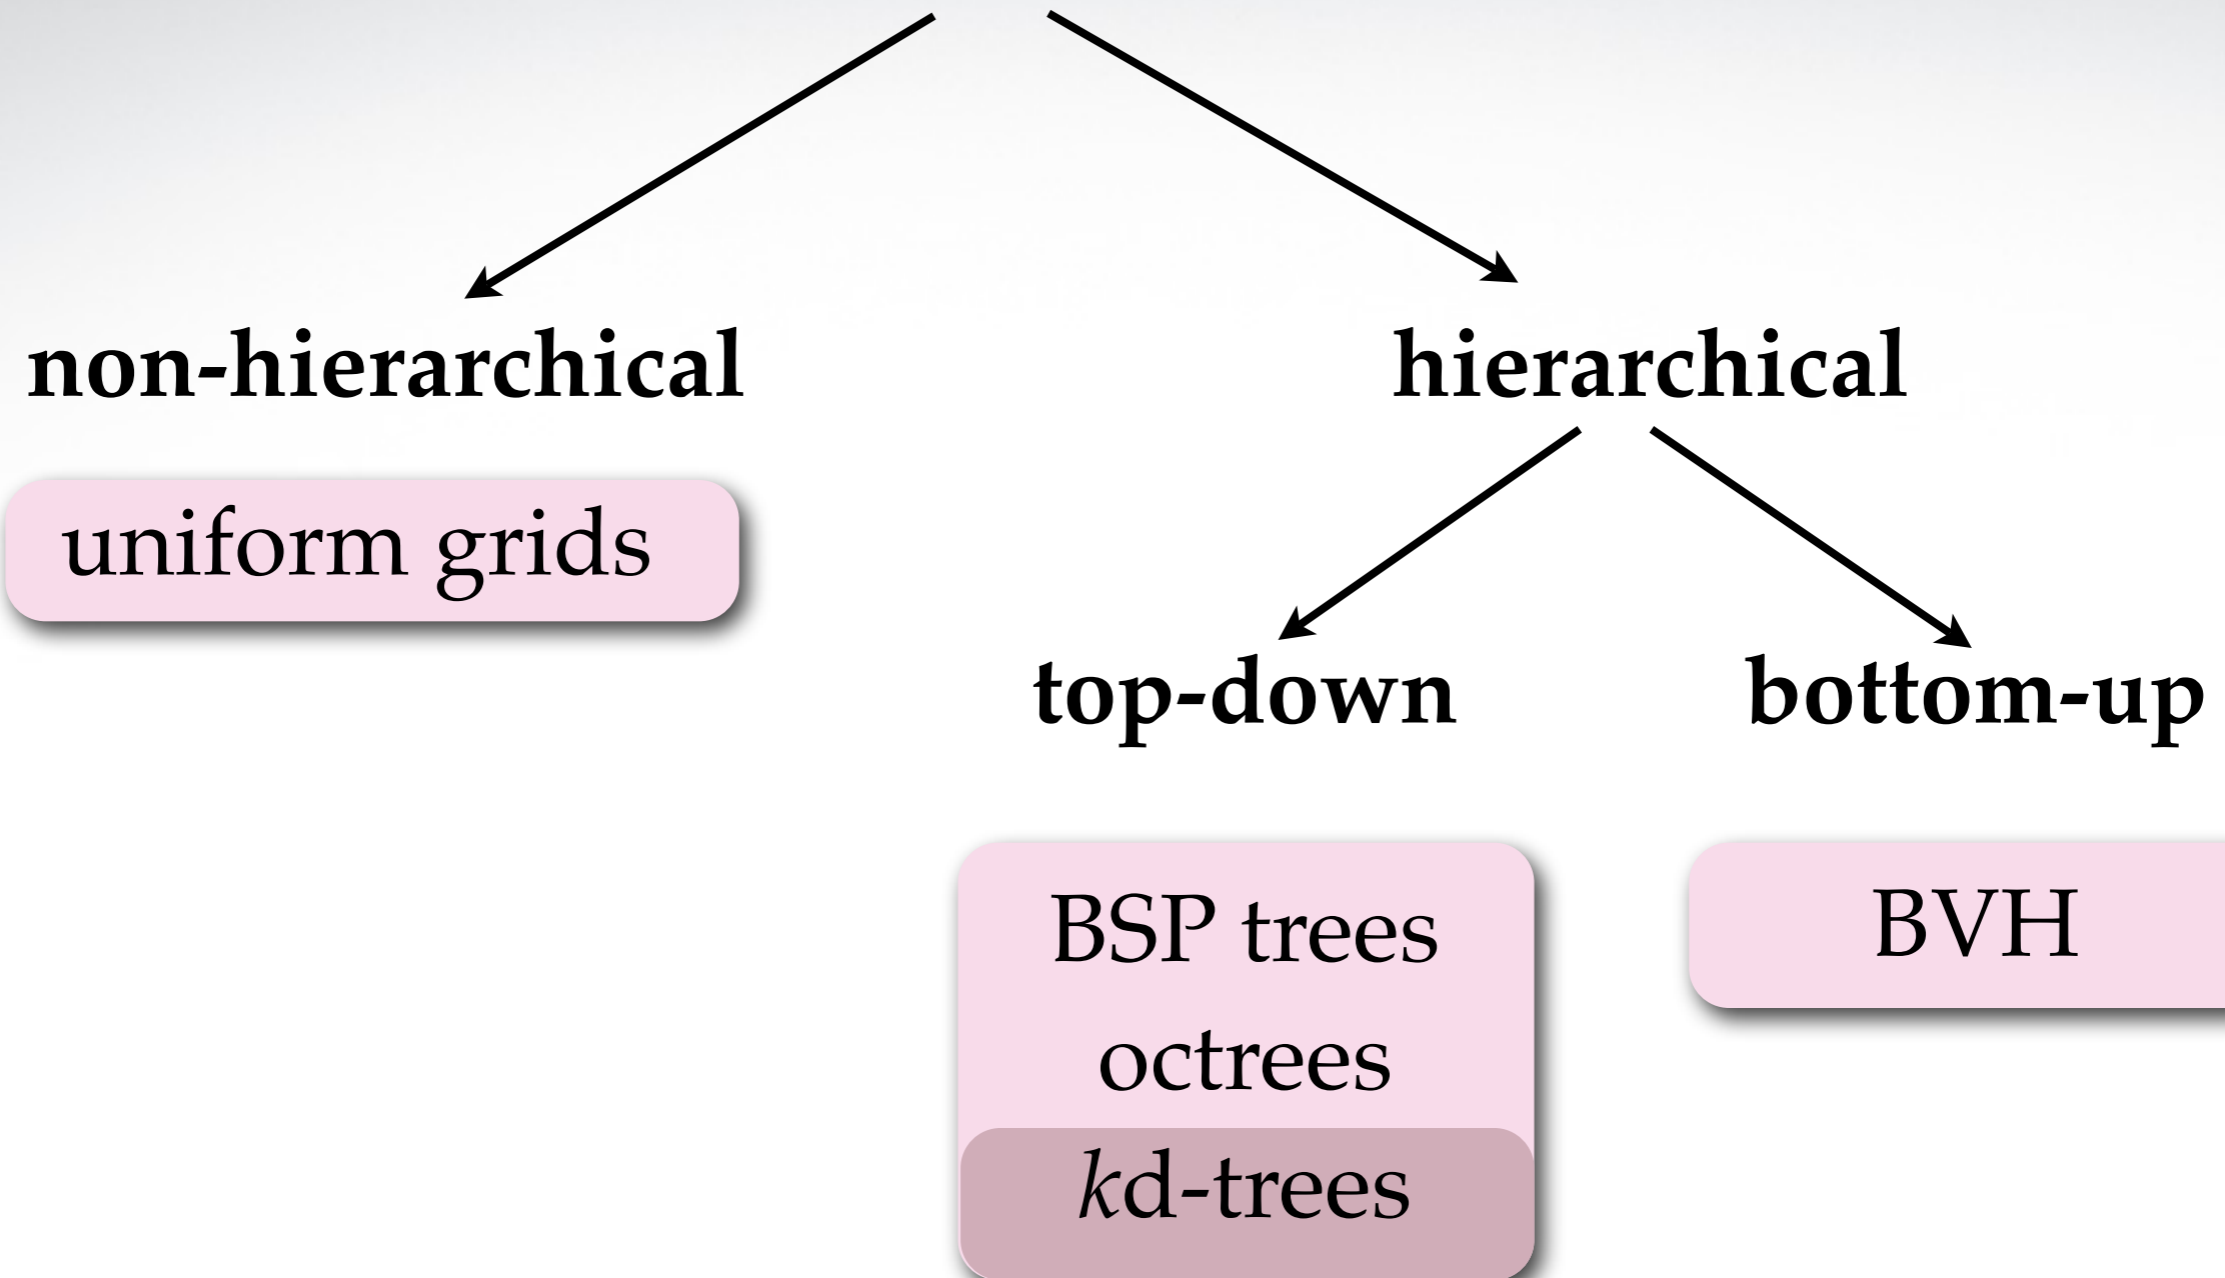 non-hierarchical
hierarchical
uniform grids
top-down
bottom-up
BSP trees
BVH
octrees
kd-trees